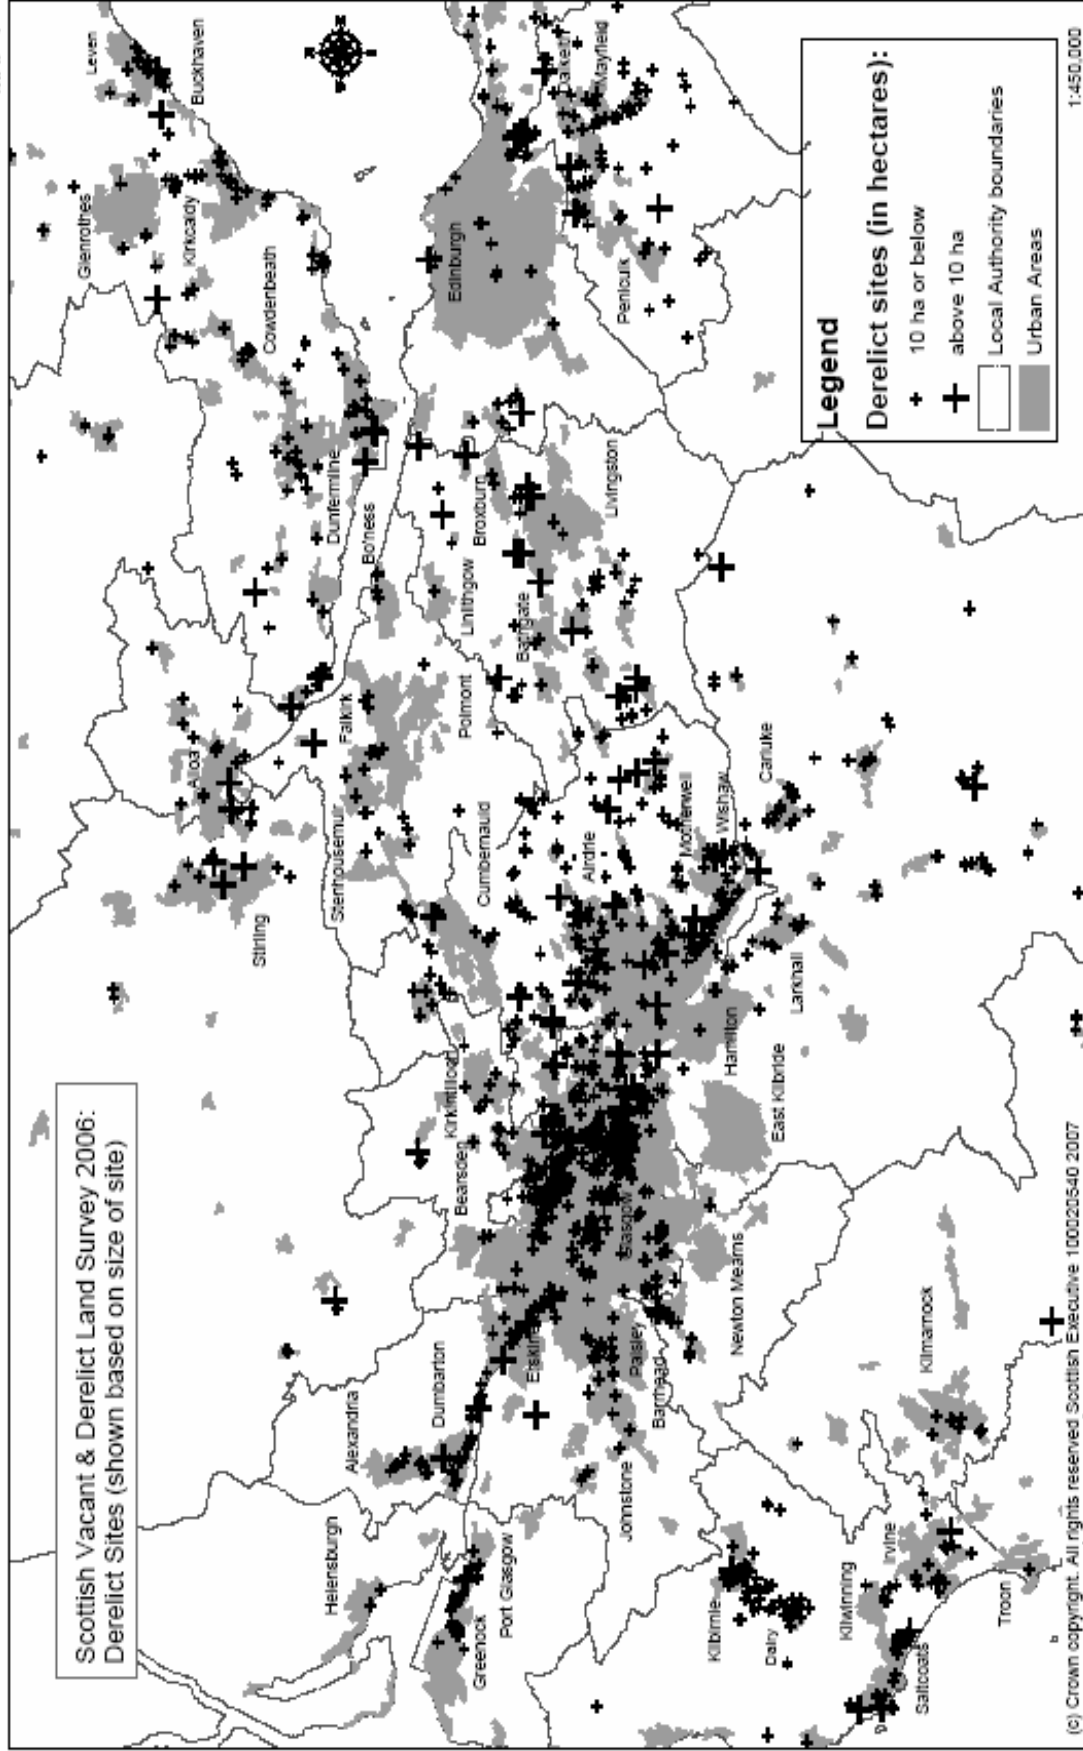 Scottish Vacant & Derelict Land Survey 2006:
Derelict Sites (shown based on size of site)
Leven
Buckhaven
Glenrothes
Kirkcaldy
Cowdenbeath
Dunfermline
Alloa
Stirling
Bo'ness
Falkirk
Stenhousemuir
Edinburgh
Dalkeith
Mayfield
Penicuik
Broxburn
Livingston
Linlithgow
Bathgate
Polmont
Cumbernauld
Airdrie
Motherwell
Wishaw
Carluke
Larkhall
Hamilton
East Kilbride
Kirkintilloch
Bearsden
Glasgow
Newton Mearns
Dumbarton
Alexandria
Erskine
Paisley
Barrhead
Johnstone
Helensburgh
Port Glasgow
Greenock
Kilbirnie
Dalry
Kilwinning
Irvine
Saltcoats
Troon
Kilmarnock
Legend
Derelict sites (in hectares):
10 ha or below
above 10 ha
Local Authority boundaries
Urban Areas
(c) Crown copyright. All rights reserved Scottish Executive 100020540 2007
1:450,000